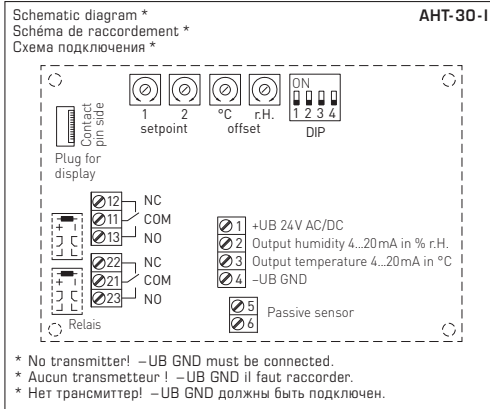 Schematic diagram *
AHT-30-I
Schéma de raccordement *
Схема подключения *
ON
1 2 °C r.H. 1 2 3 4
setpoint offset DIP
Contact
pin side
Plug for
display
12 NC
11 COM
13 NO
22 NC
21 COM
23 NO
+ -
+ -
Relais
1 +UB 24V AC/DC
2 Output humidity 4...20mA in % r.H.
3 Output temperature 4...20mA in °C
4 –UB GND
5 Passive sensor
6
* No transmitter! –UB GND must be connected.
* Aucun transmetteur ! –UB GND il faut raccorder.
* Нет трансмиттер! –UB GND должны быть подключен.